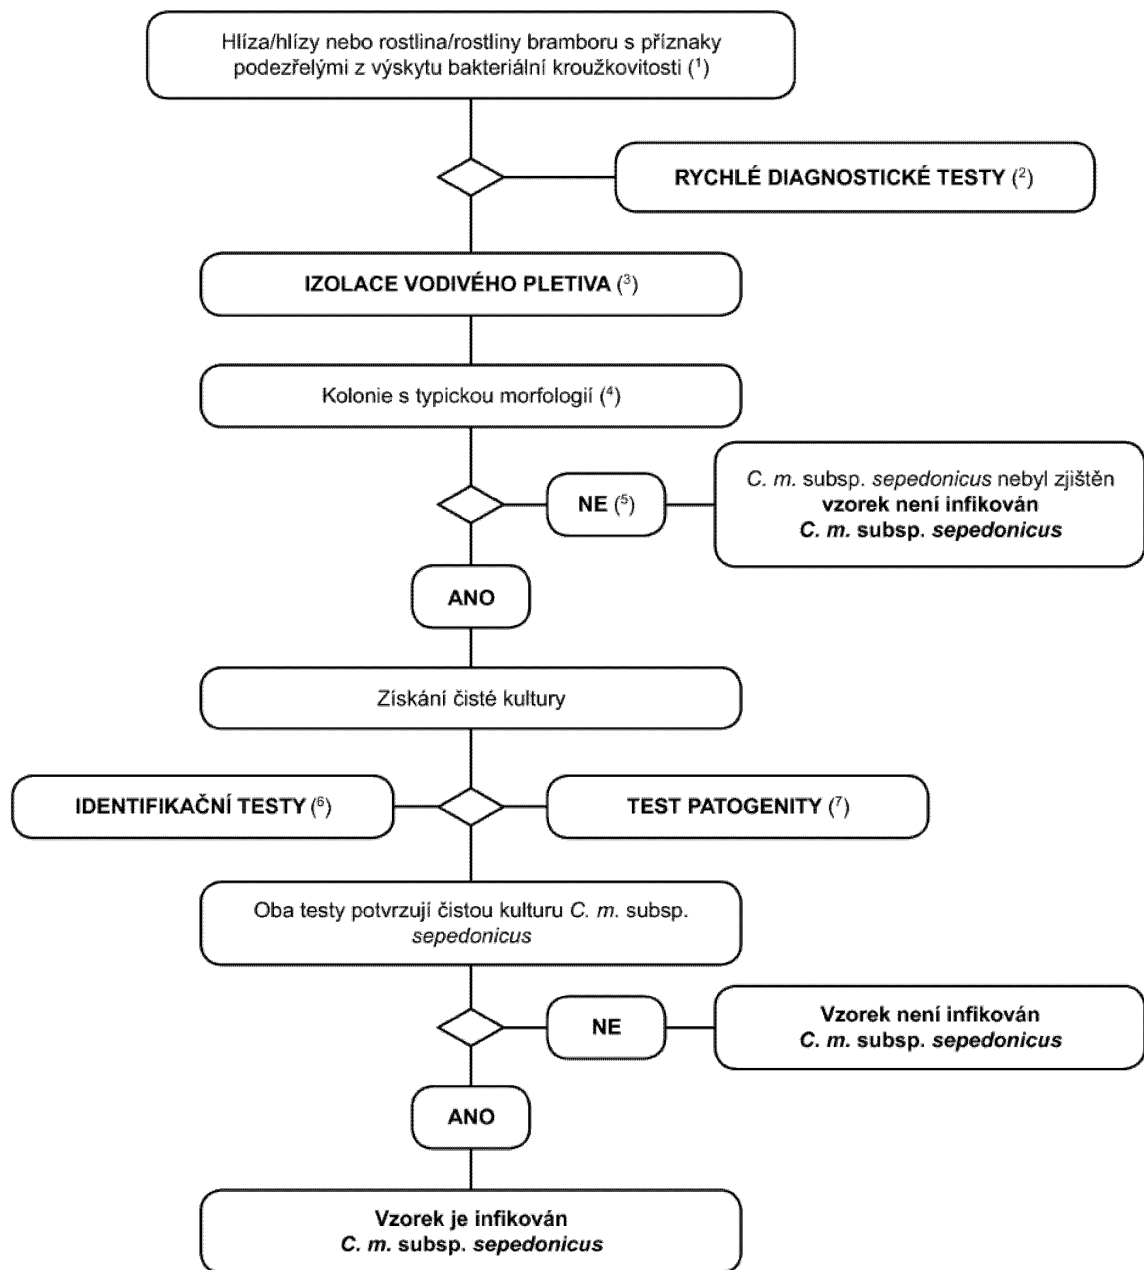 Hlíza/hlízy nebo rostlina/rostliny bramboru s příznaky
podezřelými z výskytu bakteriální kroužkovitosti (¹)
RYCHLÉ DIAGNOSTICKÉ TESTY (²)
IZOLACE VODIVÉHO PLETIVA (³)
Kolonie s typickou morfologií (⁴)
NE (⁵)
C. m. subsp. sepedonicus nebyl zjištěn
vzorek není infikován
C. m. subsp. sepedonicus
ANO
Získání čisté kultury
IDENTIFIKAČNÍ TESTY (⁶)
TEST PATOGENITY (⁷)
Oba testy potvrzují čistou kulturu C. m. subsp.
sepedonicus
NE
Vzorek není infikován
C. m. subsp. sepedonicus
ANO
Vzorek je infikován
C. m. subsp. sepedonicus